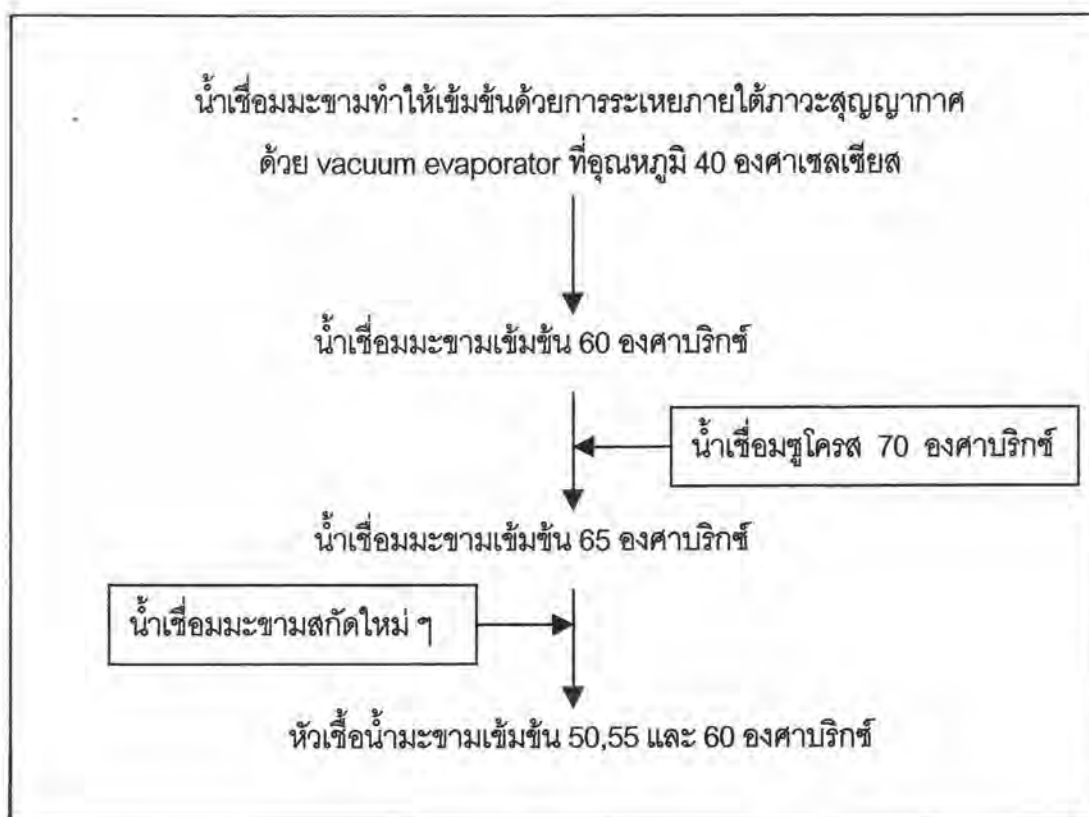 น้ำเชื่อมมะขามทำให้เข้มข้นด้วยการระเหยภายใต้ภาวะสุญญากาศ
ด้วย vacuum evaporator ที่อุณหภูมิ 40 องศาเซลเซียส
น้ำเชื่อมมะขามเข้มข้น 60 องศาบริกซ์
น้ำเชื่อมซูโครส 70 องศาบริกซ์
น้ำเชื่อมมะขามเข้มข้น 65 องศาบริกซ์
น้ำเชื่อมมะขามสกัดใหม่ ๆ
หัวเชื้อน้ำมะขามเข้มข้น 50,55 และ 60 องศาบริกซ์